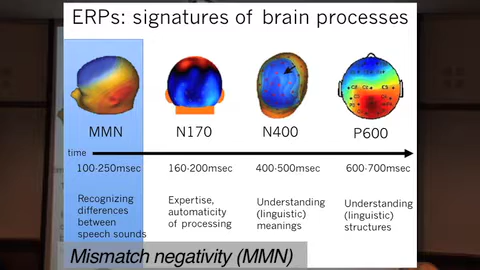 ERPs: signatures of brain processes
MMN
N170
N400
P600
time
100-250msec
160-200msec
400-500msec
600-700msec
Recognizing
differences
between
speech sounds
Expertise,
automaticity
of processing
Understanding
(linguistic)
meanings
Understanding
(linguistic)
structures
Mismatch negativity (MMN)